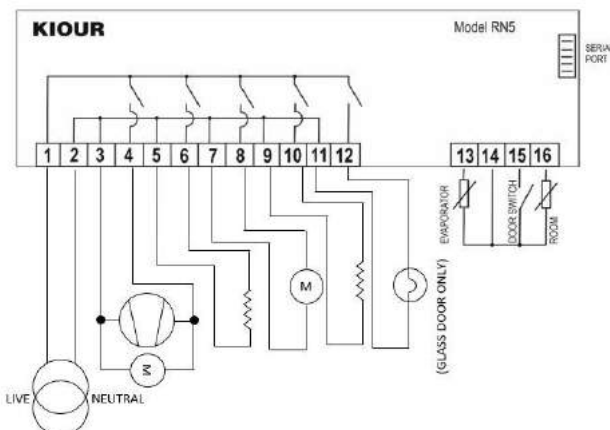 KIOUR
Model RN5
SERIA
PORT
1 2 3 4 5 6 7 8 9 10 11 12
13 14 15 16
EVAPORATOR
DOOR SWITCH
ROOM
M
M
(GLASS DOOR ONLY)
LIVE
NEUTRAL